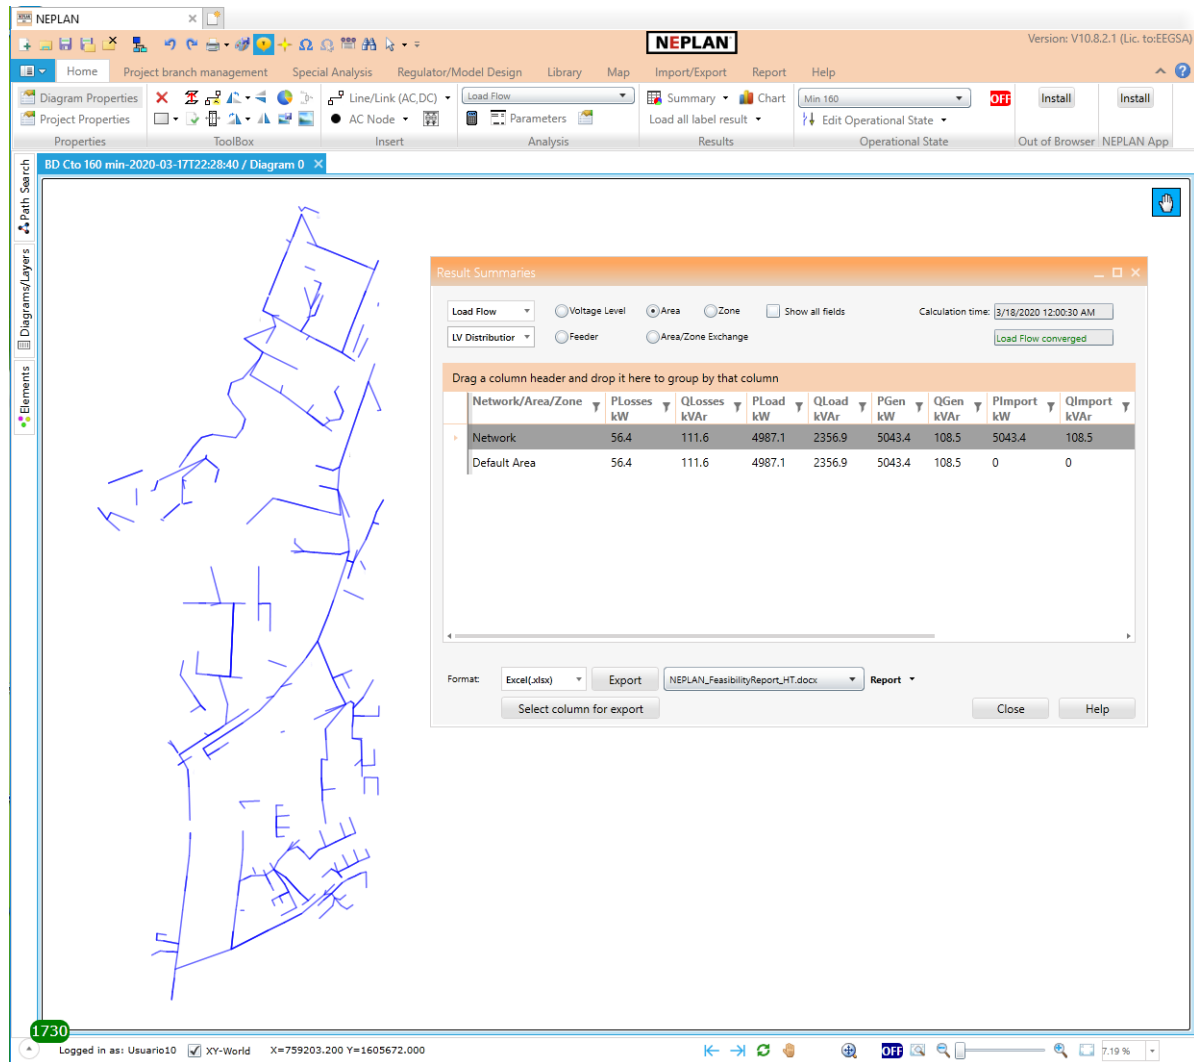 NEPLAN
NEPLAN
Version: V10.8.2.1 (Lic. to:EEGSA)
Home Project branch management Special Analysis Regulator/Model Design Library Map Import/Export Report Help
Diagram Properties Line/Link (AC,DC) Load Flow Summary Chart Min 160 OFF Install Install
Project Properties AC Node Parameters Load all label result Edit Operational State
Properties ToolBox Insert Analysis Results Operational State Out of Browser NEPLAN App
BD Cto 160 min-2020-03-17T22:28:40 / Diagram 0
Path Search
Diagrams/Layers
Elements
Result Summaries
Load Flow Voltage Level Area Zone Show all fields Calculation time: 3/18/2020 12:00:30 AM
LV Distributior Feeder Area/Zone Exchange Load Flow converged
Drag a column header and drop it here to group by that column
Network/Area/Zone PLosses QLosses PLoad QLoad PGen QGen PImport QImport
kW kVAr kW kVAr kW kVAr kW kVAr
Network 56.4 111.6 4987.1 2356.9 5043.4 108.5 5043.4 108.5
Default Area 56.4 111.6 4987.1 2356.9 5043.4 108.5 0 0
Format: Excel(.xlsx) Export NEPLAN_FeasibilityReport_HT.docx Report
Select column for export Close Help
1730
Logged in as: Usuario10 XY-World X=759203.200 Y=1605672.000 OFF 7.19 %